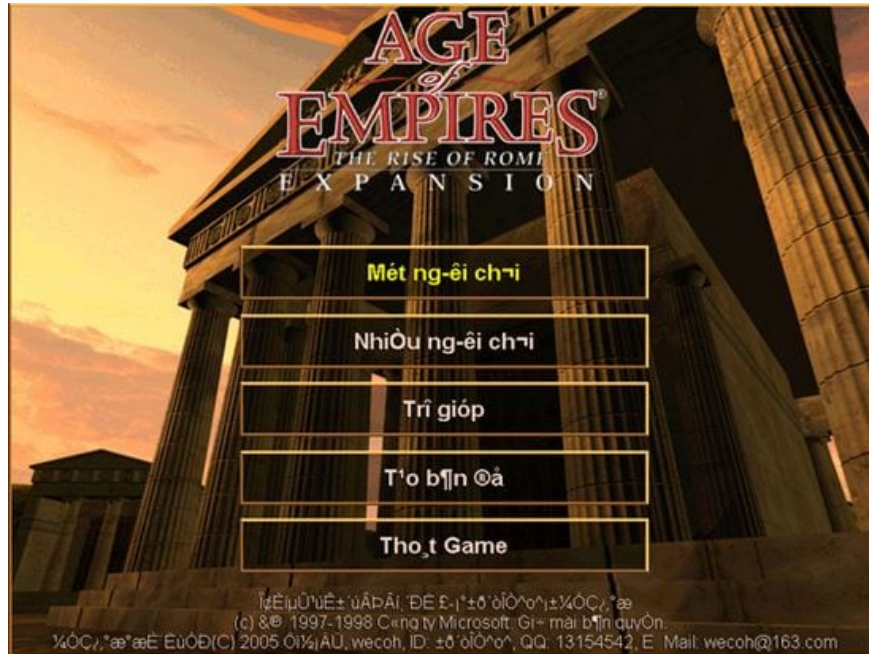 AGE
of
EMPIRES®
THE RISE OF ROME
EXPANSION
Mét ng-êi ch¬i
NhiÒu ng-êi ch¬i
Trî gióp
T¹o b¶n ®å
Tho¸t Game
(c) &® 1997-1998 C«ng ty Microsoft. Gi÷ mäi b¶n quyÒn.
2005 wecoh, ID: QQ: 13154542, E Mail: wecoh@163.com